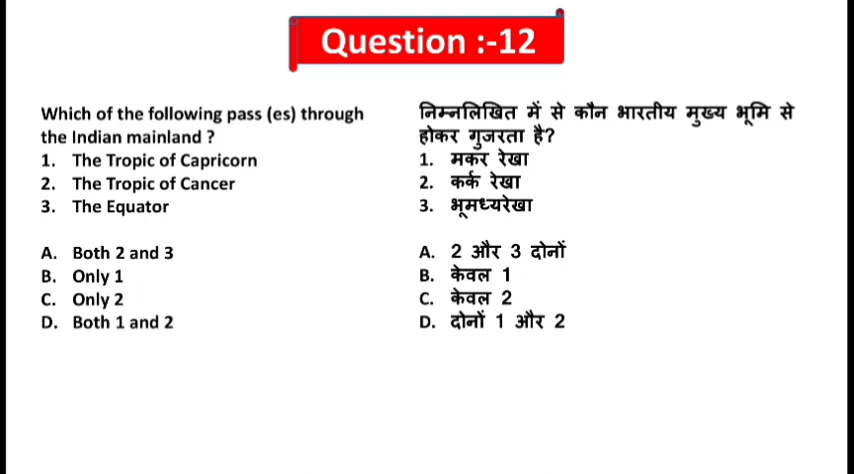 Question :-12
Which of the following pass (es) through
the Indian mainland ?
1. The Tropic of Capricorn
2. The Tropic of Cancer
3. The Equator
A. Both 2 and 3
B. Only 1
C. Only 2
D. Both 1 and 2
निम्नलिखित में से कौन भारतीय मुख्य भूमि से
होकर गुजरता है?
1. मकर रेखा
2. कर्क रेखा
3. भूमध्यरेखा
A. 2 और 3 दोनों
B. केवल 1
C. केवल 2
D. दोनों 1 और 2